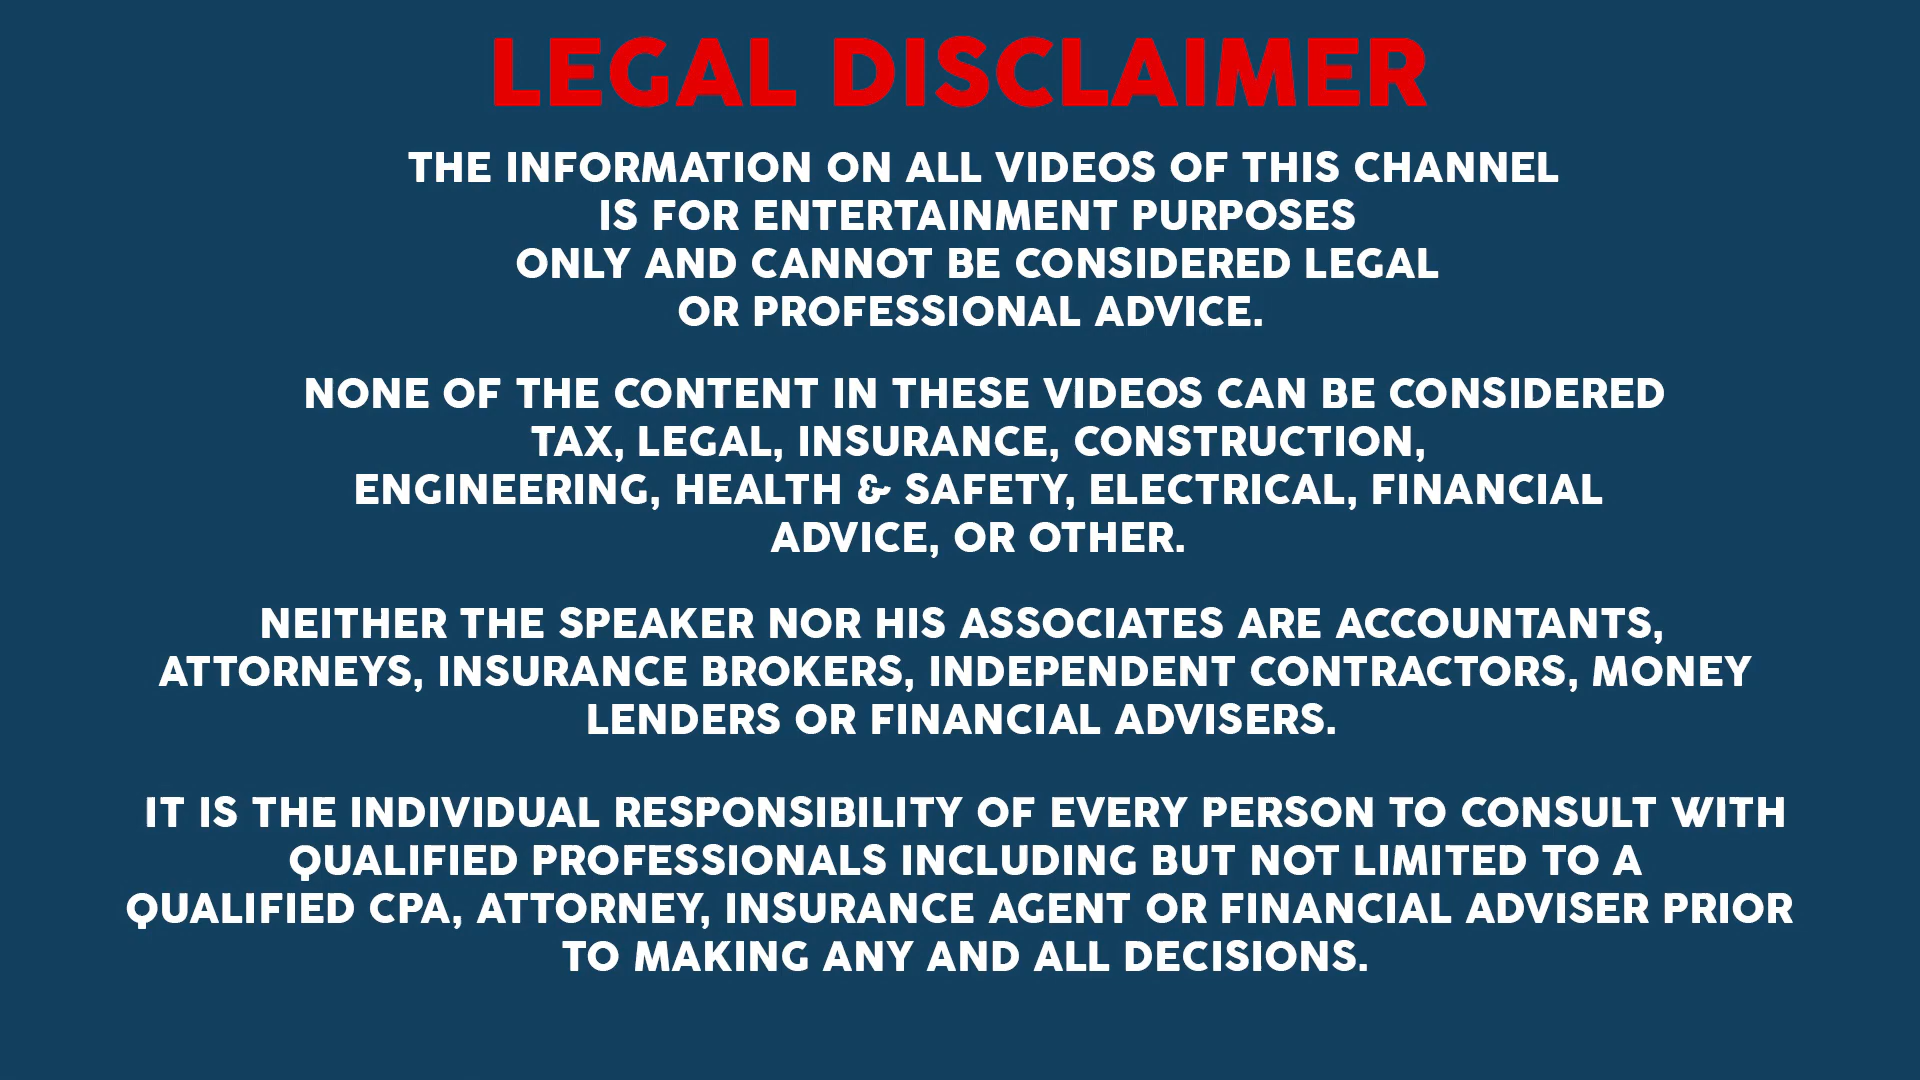 LEGAL DISCLAIMER
THE INFORMATION ON ALL VIDEOS OF THIS CHANNEL
IS FOR ENTERTAINMENT PURPOSES
ONLY AND CANNOT BE CONSIDERED LEGAL
OR PROFESSIONAL ADVICE.
NONE OF THE CONTENT IN THESE VIDEOS CAN BE CONSIDERED
TAX, LEGAL, INSURANCE, CONSTRUCTION,
ENGINEERING, HEALTH & SAFETY, ELECTRICAL, FINANCIAL
ADVICE, OR OTHER.
NEITHER THE SPEAKER NOR HIS ASSOCIATES ARE ACCOUNTANTS,
ATTORNEYS, INSURANCE BROKERS, INDEPENDENT CONTRACTORS, MONEY
LENDERS OR FINANCIAL ADVISERS.
IT IS THE INDIVIDUAL RESPONSIBILITY OF EVERY PERSON TO CONSULT WITH
QUALIFIED PROFESSIONALS INCLUDING BUT NOT LIMITED TO A
QUALIFIED CPA, ATTORNEY, INSURANCE AGENT OR FINANCIAL ADVISER PRIOR
TO MAKING ANY AND ALL DECISIONS.